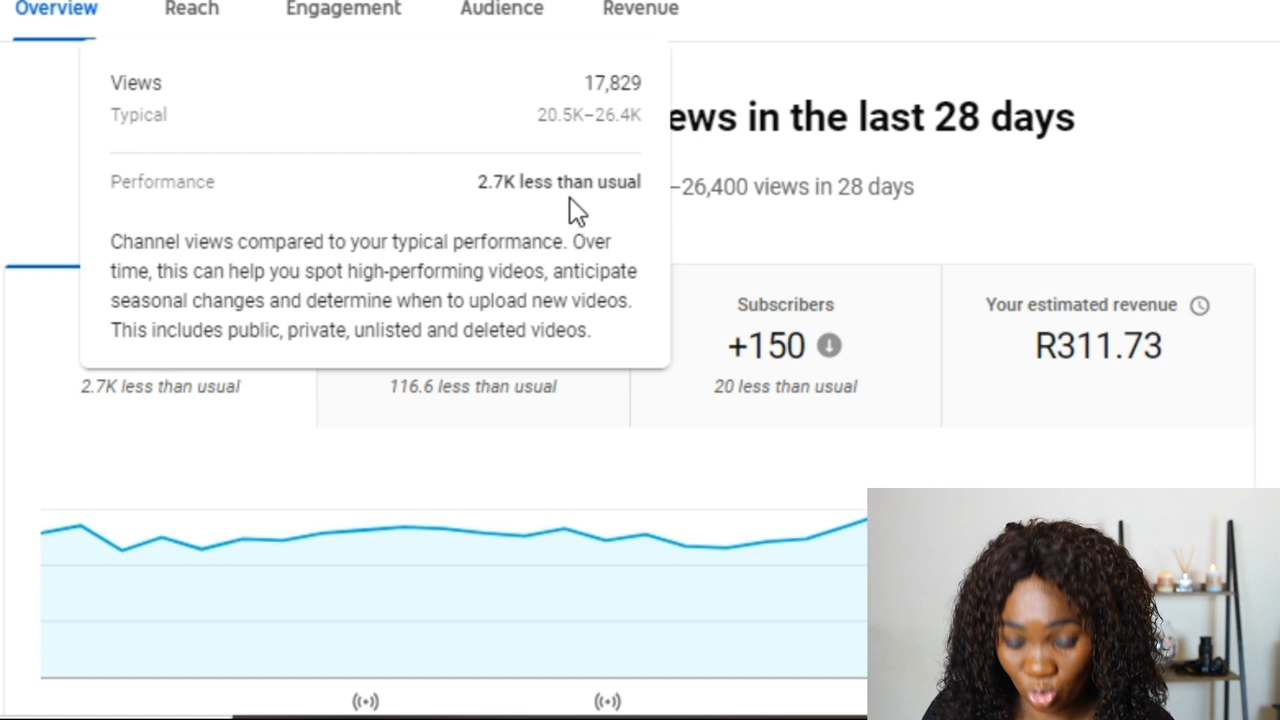 Overview Reach Engagement Audience Revenue
Views 17,829
Typical 20.5K–26.4K
ews in the last 28 days
Performance 2.7K less than usual
–26,400 views in 28 days
Channel views compared to your typical performance. Over
time, this can help you spot high-performing videos, anticipate
seasonal changes and determine when to upload new videos.
This includes public, private, unlisted and deleted videos.
Subscribers
+150
Your estimated revenue
R311.73
2.7K less than usual
116.6 less than usual
20 less than usual